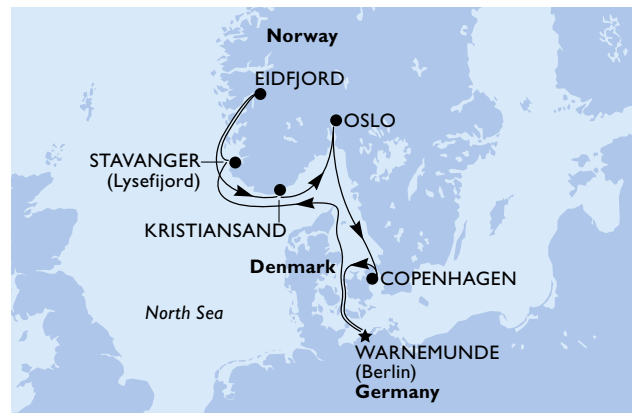 Norway
EIDFJORD
OSLO
STAVANGER
(Lysefijord)
KRISTIANSAND
Denmark
COPENHAGEN
North Sea
WARNEMUNDE
(Berlin)
Germany